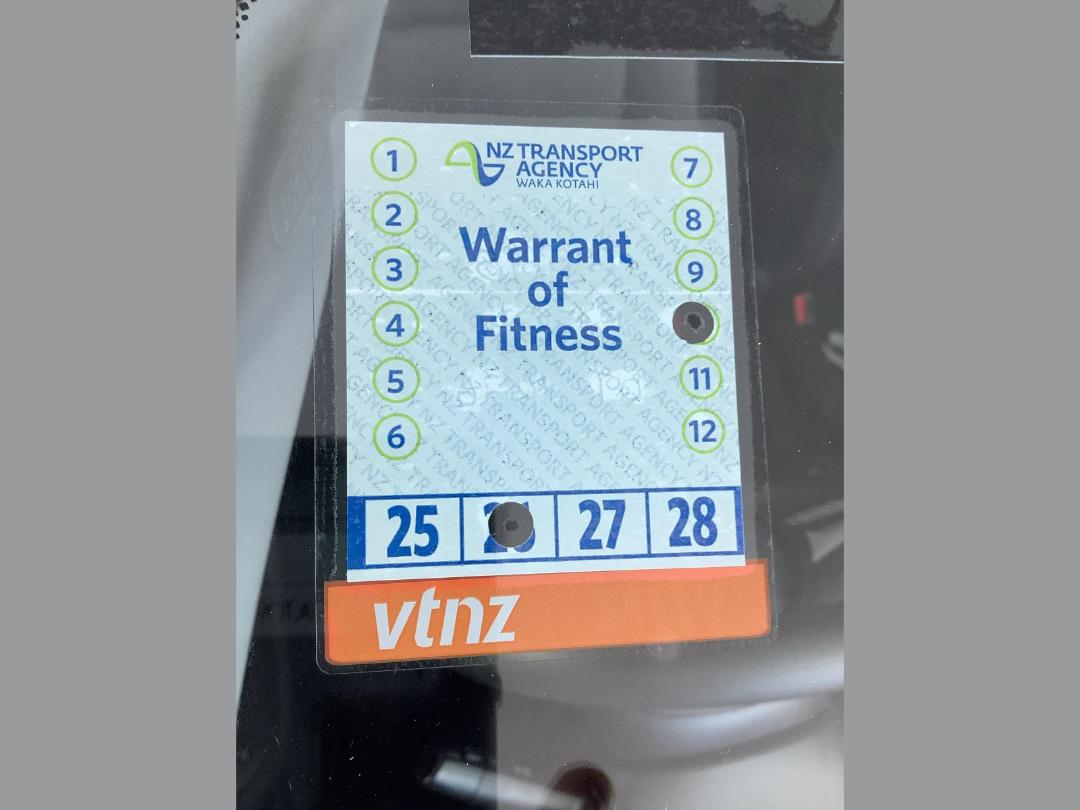 NZ TRANSPORT
AGENCY
WAKA KOTAHI
1
2
3
4
5
6
7
8
9
11
12
Warrant
of
Fitness
25
27
28
vtnz